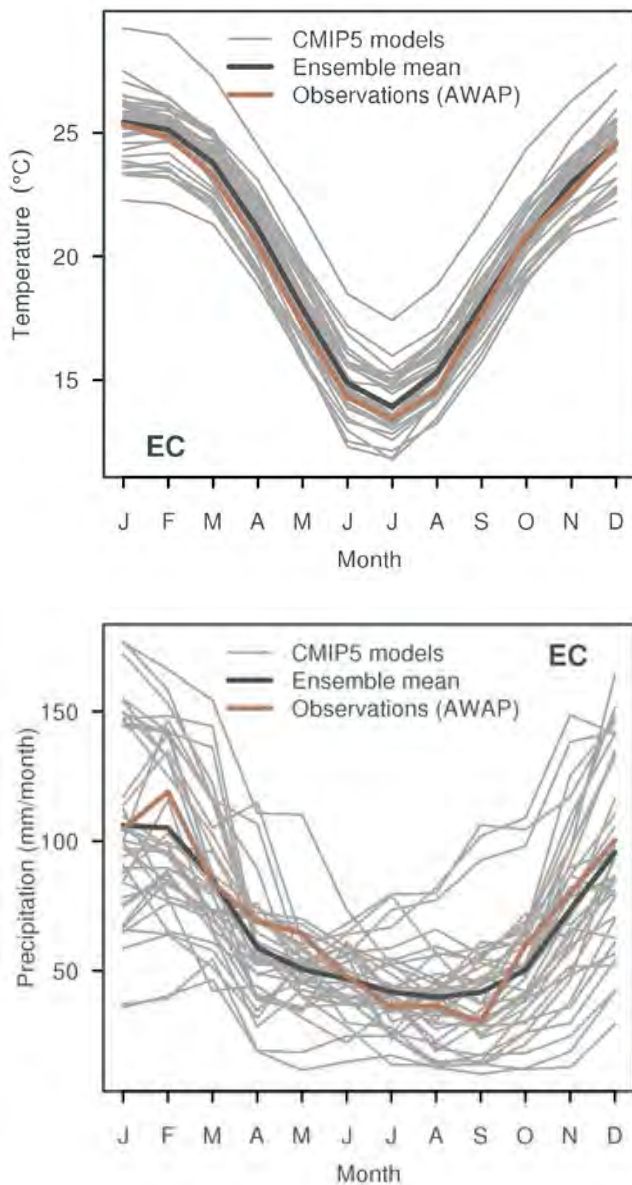 CMIP5 models
Ensemble mean
Observations (AWAP)
25
20
15
Temperature (°C)
EC
J F M A M J J A S O N D
Month
CMIP5 models
EC
Ensemble mean
Observations (AWAP)
150
100
50
Precipitation (mm/month)
J F M A M J J A S O N D
Month